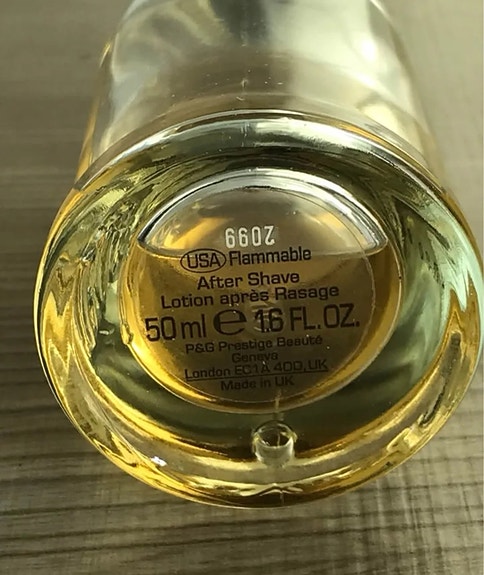 2099
USA Flammable
After Shave
Lotion après Rasage
50 ml e 1.6 FL. OZ.
P&G Prestige Beauté
Geneva
London EC1A 4DD, UK
Made in UK